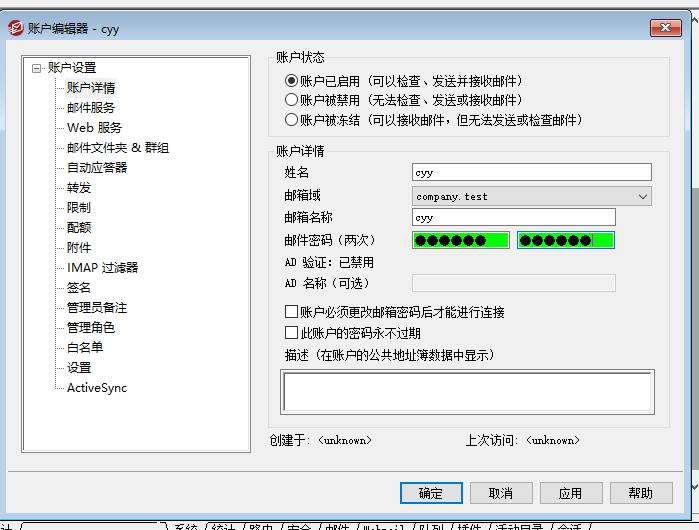 账户编辑器 - cyy
账户设置
账户详情
邮件服务
Web 服务
邮件文件夹 & 群组
自动应答器
转发
限制
配额
附件
IMAP 过滤器
签名
管理员备注
管理角色
白名单
设置
ActiveSync
账户状态
账户已启用（可以检查、发送并接收邮件）
账户被禁用（无法检查、发送或接收邮件）
账户被冻结（可以接收邮件，但无法发送或检查邮件）
账户详情
姓名 cyy
邮箱域 company.test
邮箱名称 cyy
邮件密码（两次） ●●●●●● ●●●●●●
AD 验证：已禁用
AD 名称（可选）
账户必须更改邮箱密码后才能进行连接
此账户的密码永不过期
描述（在账户的公共地址簿数据中显示）
创建于: <unknown> 上次访问: <unknown>
确定 取消 应用 帮助